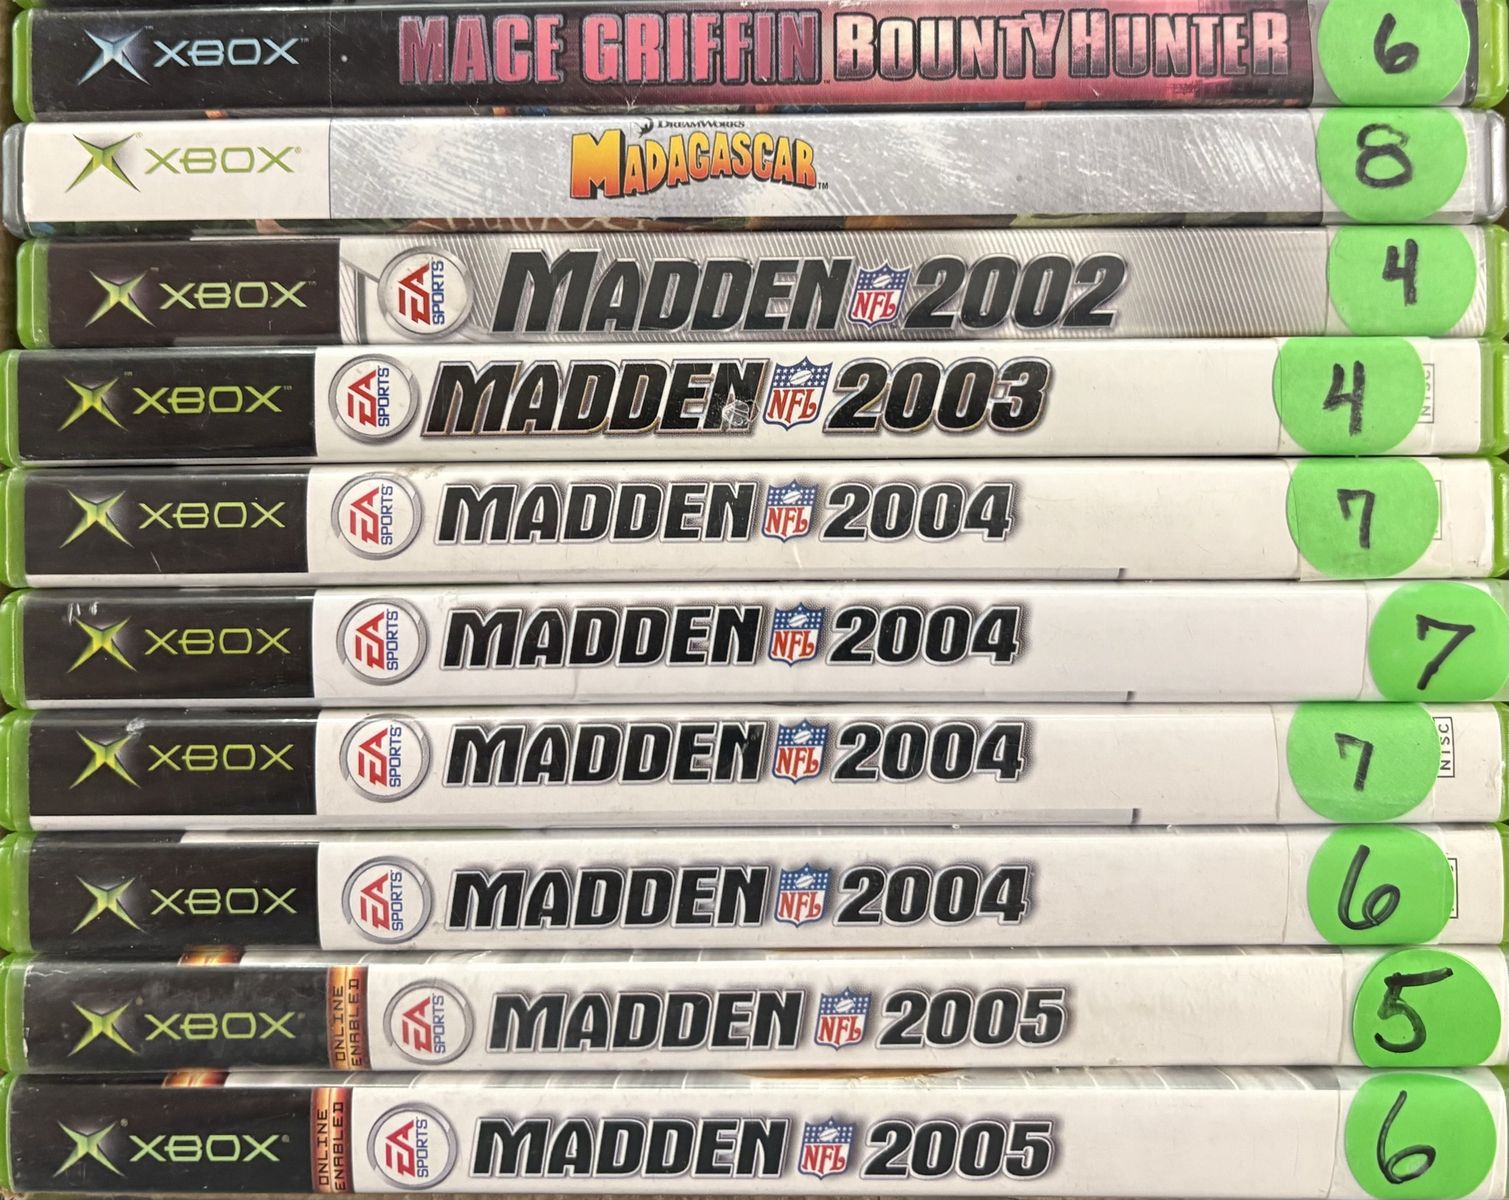 XBOX MACE GRIFFIN BOUNTY HUNTER 6
DREAMWORKS
XBOX MADAGASCAR 8
XBOX EA SPORTS MADDEN NFL 2002 4
XBOX EA SPORTS MADDEN NFL 2003 4 NTSC
XBOX EA SPORTS MADDEN NFL 2004 7
XBOX EA SPORTS MADDEN NFL 2004 7
XBOX EA SPORTS MADDEN NFL 2004 7 NTSC
XBOX EA SPORTS MADDEN NFL 2004 6
XBOX ONLINE ENABLED EA SPORTS MADDEN NFL 2005 5
XBOX ONLINE ENABLED EA SPORTS MADDEN NFL 2005 6